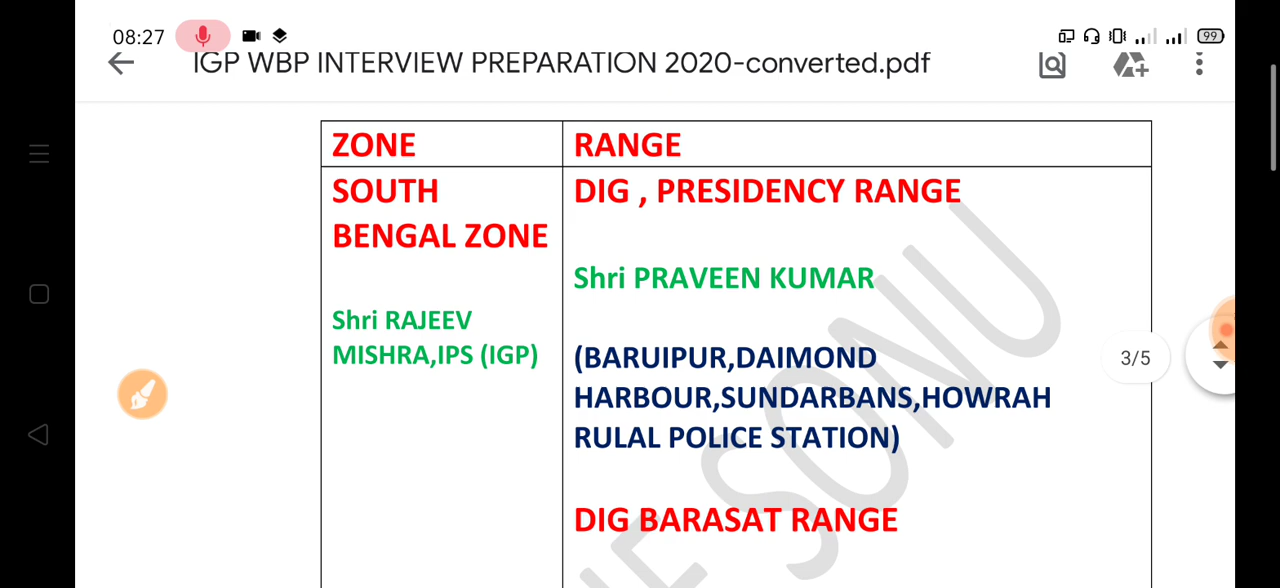 08:27
99
IGP WBP INTERVIEW PREPARATION 2020-converted.pdf
ZONE
RANGE
SOUTH
BENGAL ZONE
Shri RAJEEV
MISHRA,IPS (IGP)
DIG , PRESIDENCY RANGE
Shri PRAVEEN KUMAR
(BARUIPUR,DAIMOND
HARBOUR,SUNDARBANS,HOWRAH
RULAL POLICE STATION)
DIG BARASAT RANGE
3/5
SONU